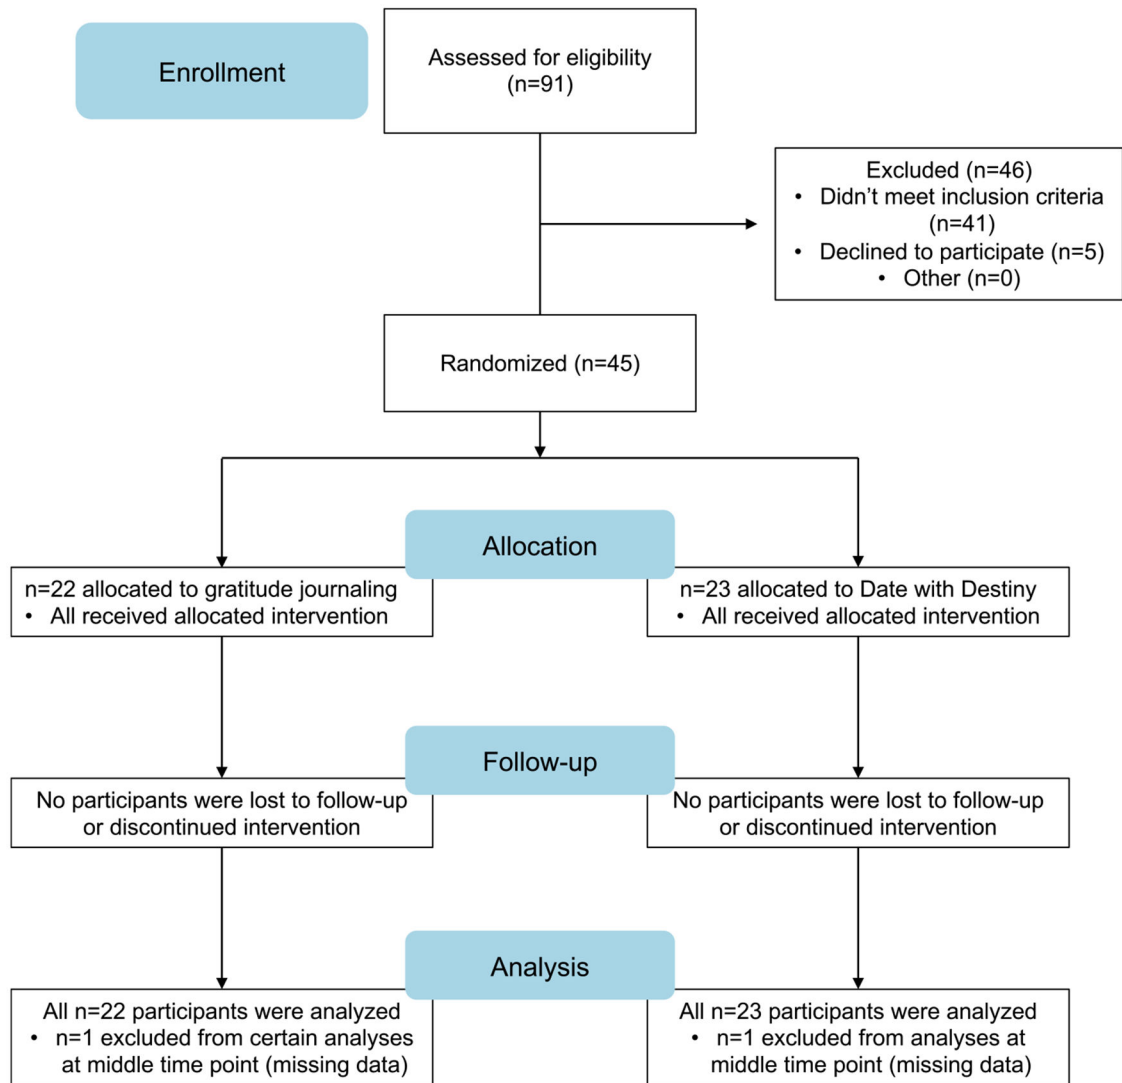 Enrollment
Assessed for eligibility
(n=91)
Excluded (n=46)
• Didn’t meet inclusion criteria
(n=41)
• Declined to participate (n=5)
• Other (n=0)
Randomized (n=45)
Allocation
n=22 allocated to gratitude journaling
• All received allocated intervention
n=23 allocated to Date with Destiny
• All received allocated intervention
Follow-up
No participants were lost to follow-up
or discontinued intervention
No participants were lost to follow-up
or discontinued intervention
Analysis
All n=22 participants were analyzed
• n=1 excluded from certain analyses
at middle time point (missing data)
All n=23 participants were analyzed
• n=1 excluded from analyses at
middle time point (missing data)